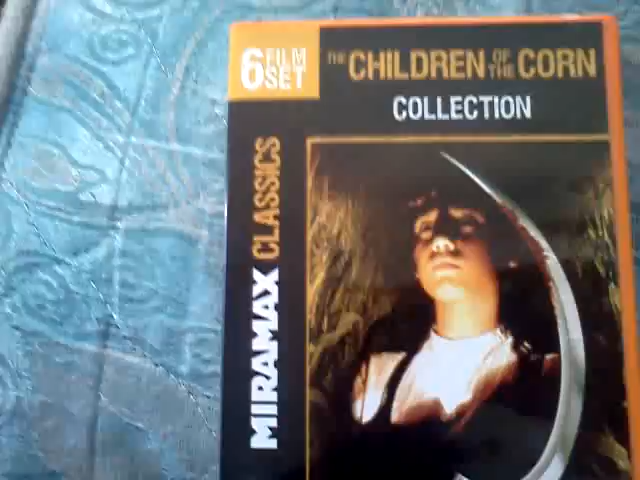 6 FILM SET
THE CHILDREN OF THE CORN
COLLECTION
MIRAMAX CLASSICS